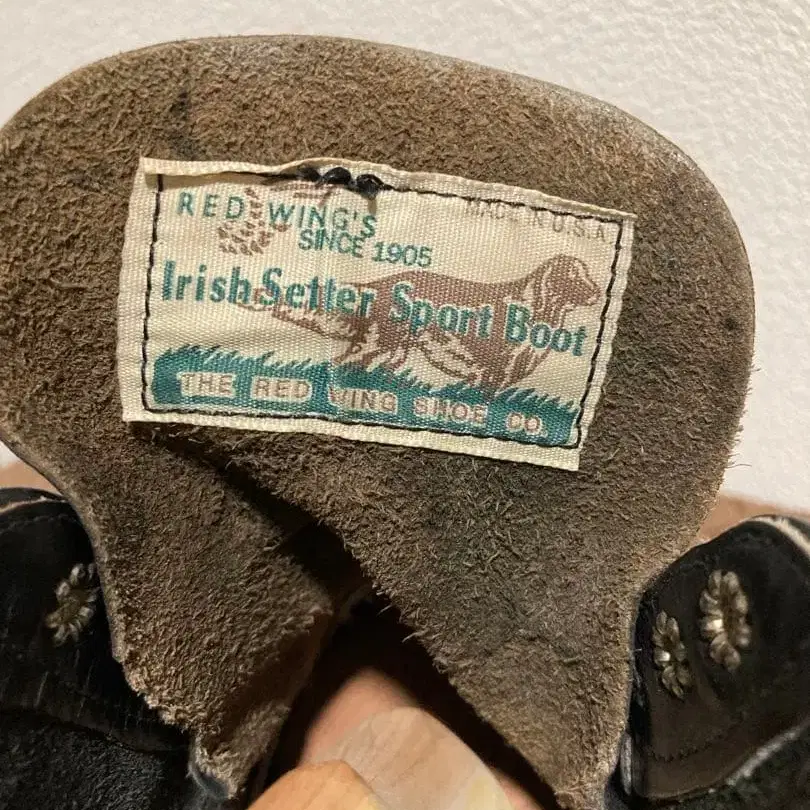 RED WING'S
MADE IN U.S.A.
SINCE 1905
Irish Setter Sport Boot
THE RED WING SHOE CO.